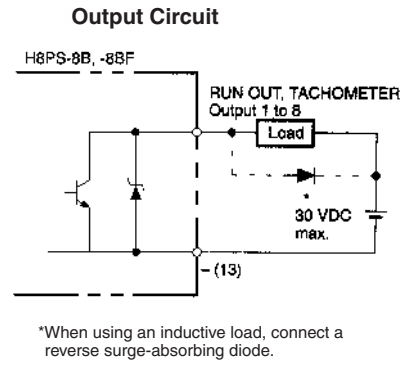 Output Circuit
H8PS-8B, -8BF
RUN OUT, TACHOMETER
Output 1 to 8
Load
*
30 VDC
max.
– (13)
*When using an inductive load, connect a
reverse surge-absorbing diode.